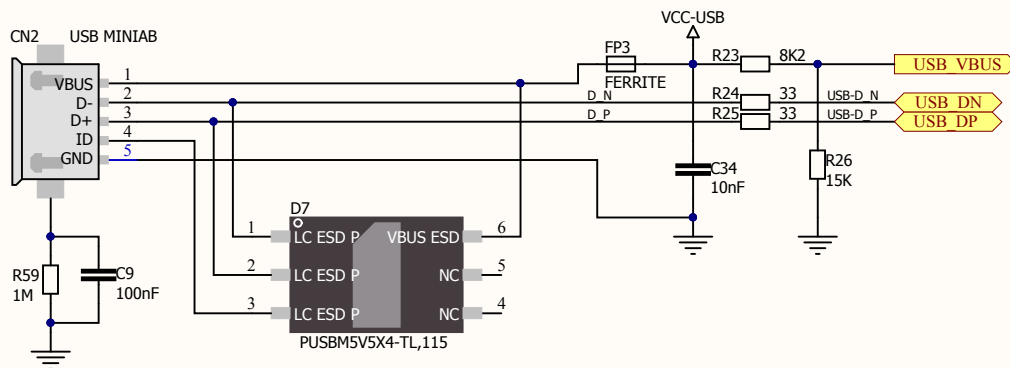 VCC-USB
CN2 USB MINIAB
FP3
R23 8K2
USB_VBUS
FERRITE
VBUS 1
D- 2
D_N R24 33 USB-D_N USB_DN
D+ 3
D_P R25 33 USB-D_P USB_DP
ID 4
GND 5
C34
10nF
R26
15K
D7
1 LC ESD P VBUS ESD 6
2 LC ESD P NC 5
3 LC ESD P NC 4
PUSBM5V5X4-TL,115
R59
1M
C9
100nF